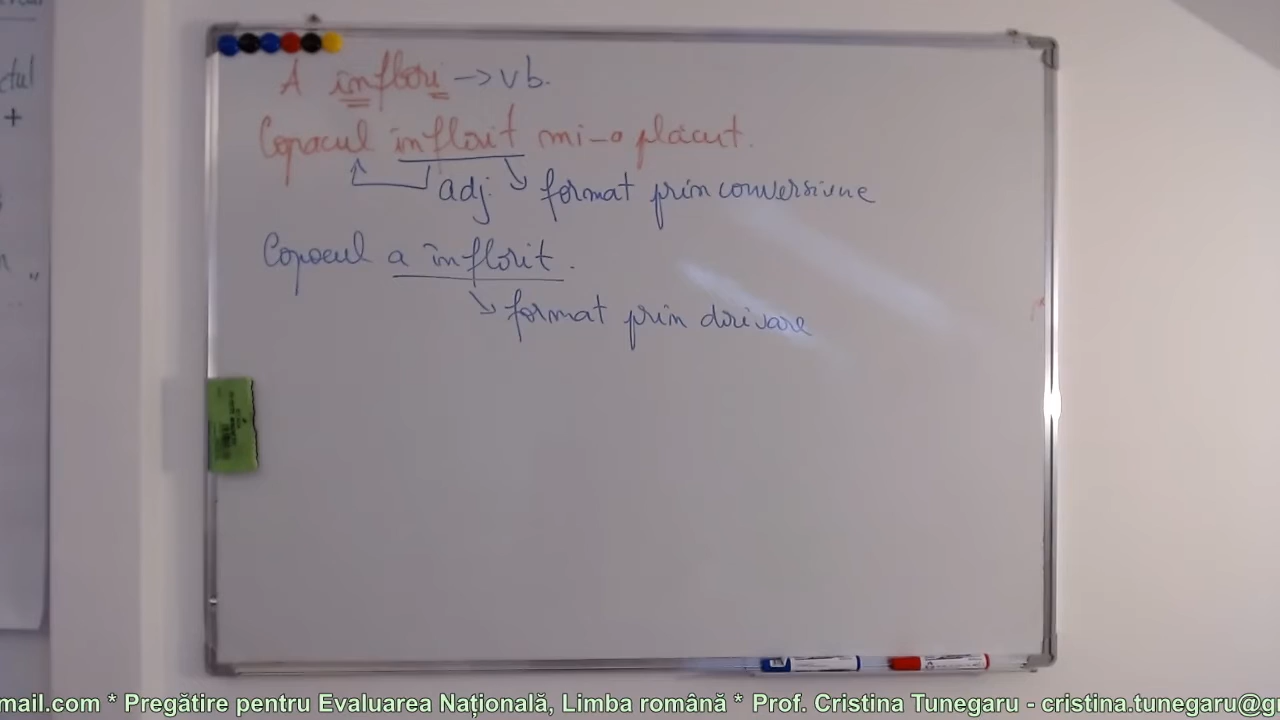 A înflori → vb.
Copacul înflorit mi-a plăcut.
adj. format prin conversiune
Copacul a înflorit.
format prin derivare
ctul
+
mail.com * Pregătire pentru Evaluarea Națională, Limba română * Prof. Cristina Tunegaru - cristina.tunegaru@g